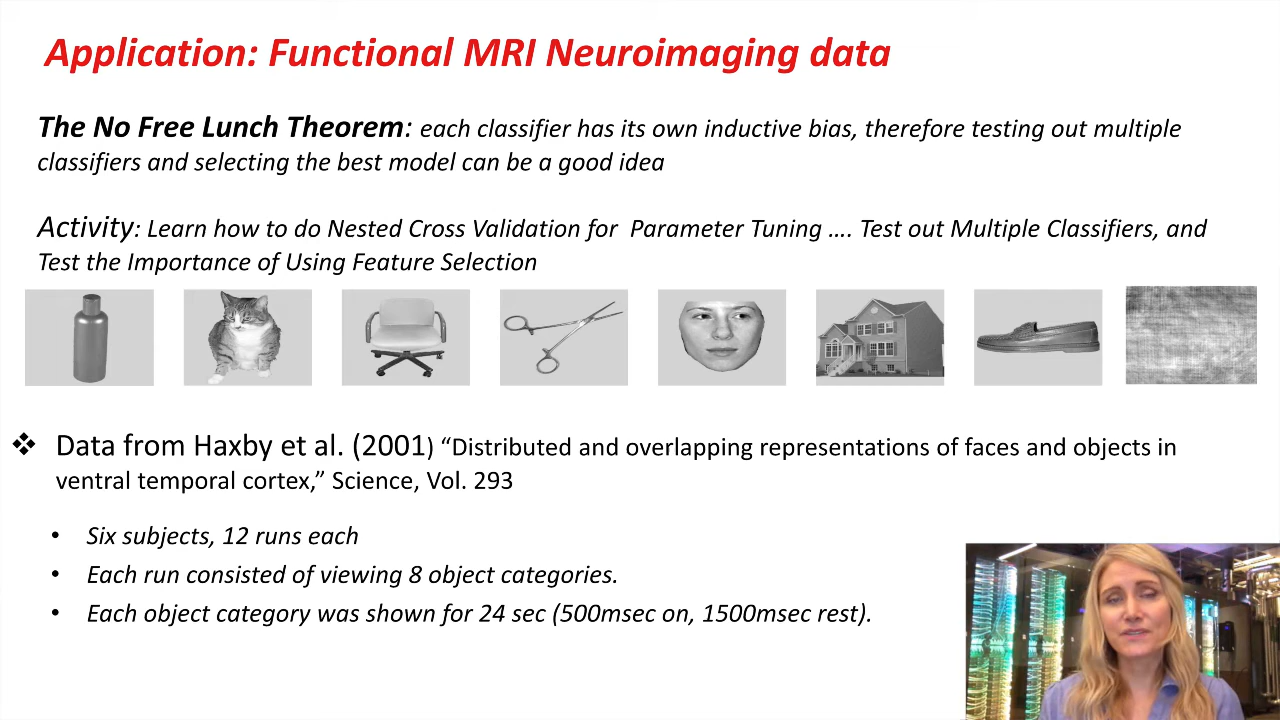 Application: Functional MRI Neuroimaging data
The No Free Lunch Theorem: each classifier has its own inductive bias, therefore testing out multiple
classifiers and selecting the best model can be a good idea
Activity: Learn how to do Nested Cross Validation for  Parameter Tuning .... Test out Multiple Classifiers, and
Test the Importance of Using Feature Selection
❖ Data from Haxby et al. (2001) “Distributed and overlapping representations of faces and objects in
ventral temporal cortex,” Science, Vol. 293
• Six subjects, 12 runs each
• Each run consisted of viewing 8 object categories.
• Each object category was shown for 24 sec (500msec on, 1500msec rest).